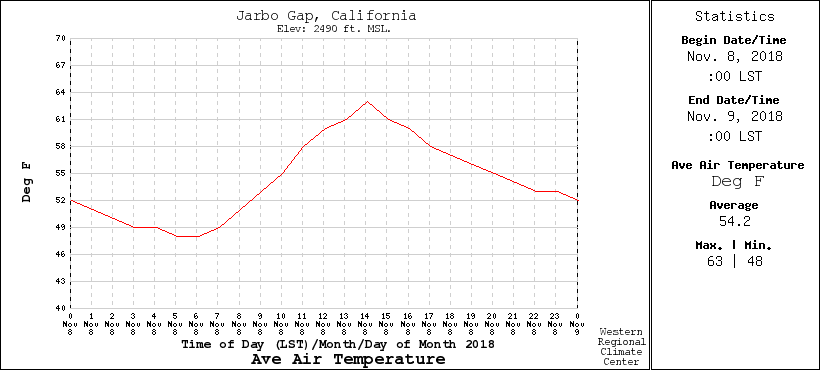 Jarbo Gap, California
Elev: 2490 ft. MSL.
70
67
64
61
58
55
52
49
46
43
40
Deg F
0 1 2 3 4 5 6 7 8 9 10 11 12 13 14 15 16 17 18 19 20 21 22 23 0
Nov Nov Nov Nov Nov Nov Nov Nov Nov Nov Nov Nov Nov Nov Nov Nov Nov Nov Nov Nov Nov Nov Nov Nov Nov
8 8 8 8 8 8 8 8 8 8 8 8 8 8 8 8 8 8 8 8 8 8 8 8 9
Time of Day (LST)/Month/Day of Month 2018
Ave Air Temperature
Western
Regional
Climate
Center
Statistics
Begin Date/Time
Nov. 8, 2018
:00 LST
End Date/Time
Nov. 9, 2018
:00 LST
Ave Air Temperature
Deg F
Average
54.2
Max. | Min.
63 | 48